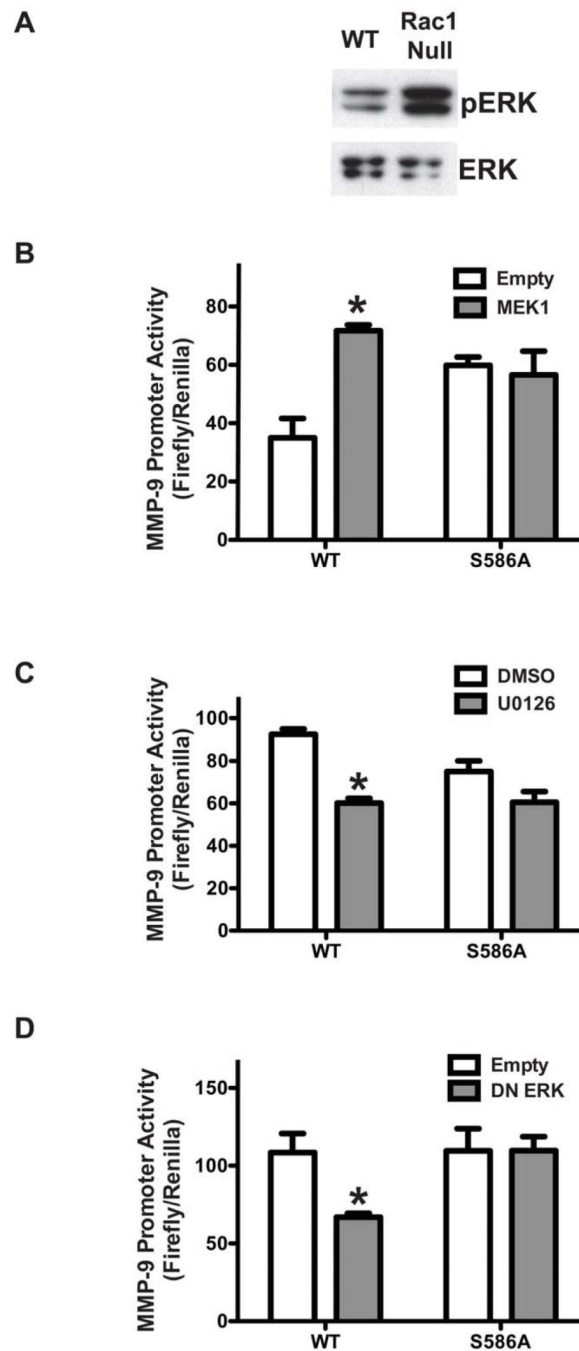 A
WT
Rac1
Null
pERK
ERK
B
MMP-9 Promoter Activity
(Firefly/Renilla)
80
60
40
20
0
Empty
MEK1
*
WT
S586A
C
MMP-9 Promoter Activity
(Firefly/Renilla)
100
80
60
40
20
0
DMSO
U0126
*
WT
S586A
D
MMP-9 Promoter Activity
(Firefly/Renilla)
150
100
50
0
Empty
DN ERK
*
WT
S586A